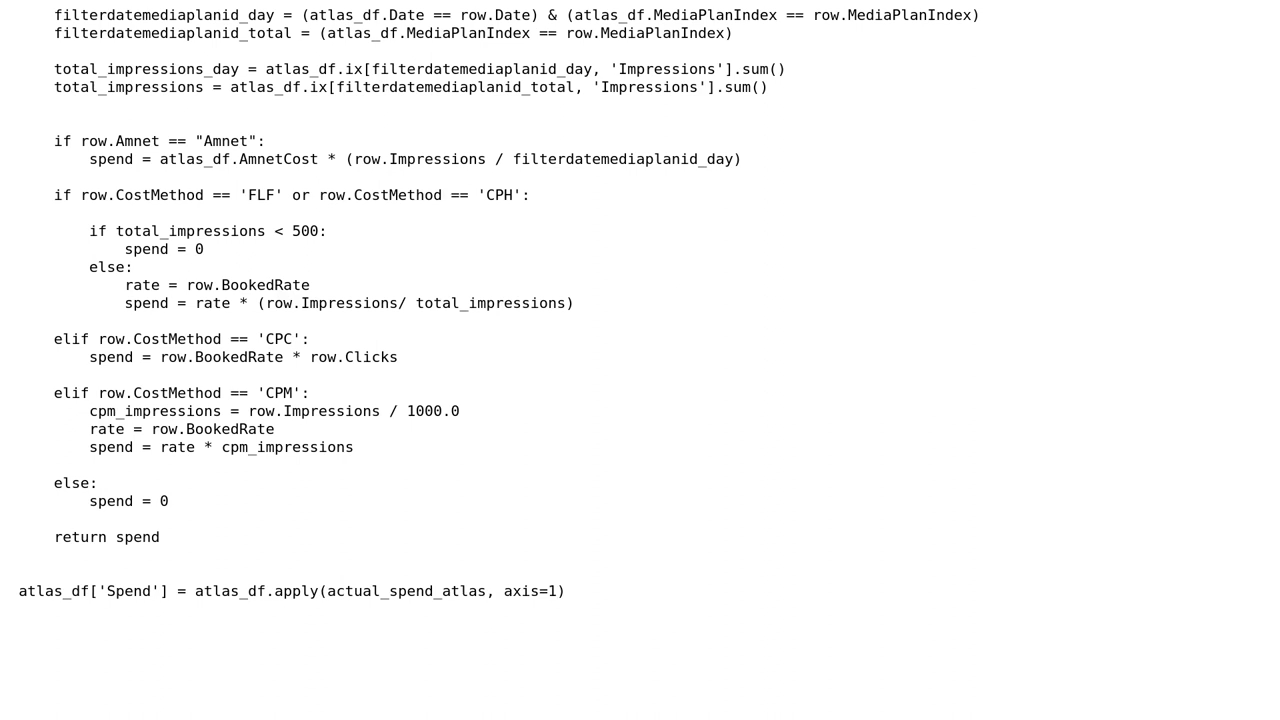 filterdatemediaplanid_day = (atlas_df.Date == row.Date) & (atlas_df.MediaPlanIndex == row.MediaPlanIndex)
filterdatemediaplanid_total = (atlas_df.MediaPlanIndex == row.MediaPlanIndex)
total_impressions_day = atlas_df.ix[filterdatemediaplanid_day, 'Impressions'].sum()
total_impressions = atlas_df.ix[filterdatemediaplanid_total, 'Impressions'].sum()
if row.Amnet == "Amnet":
spend = atlas_df.AmnetCost * (row.Impressions / filterdatemediaplanid_day)
if row.CostMethod == 'FLF' or row.CostMethod == 'CPH':
if total_impressions < 500:
spend = 0
else:
rate = row.BookedRate
spend = rate * (row.Impressions/ total_impressions)
elif row.CostMethod == 'CPC':
spend = row.BookedRate * row.Clicks
elif row.CostMethod == 'CPM':
cpm_impressions = row.Impressions / 1000.0
rate = row.BookedRate
spend = rate * cpm_impressions
else:
spend = 0
return spend
atlas_df['Spend'] = atlas_df.apply(actual_spend_atlas, axis=1)